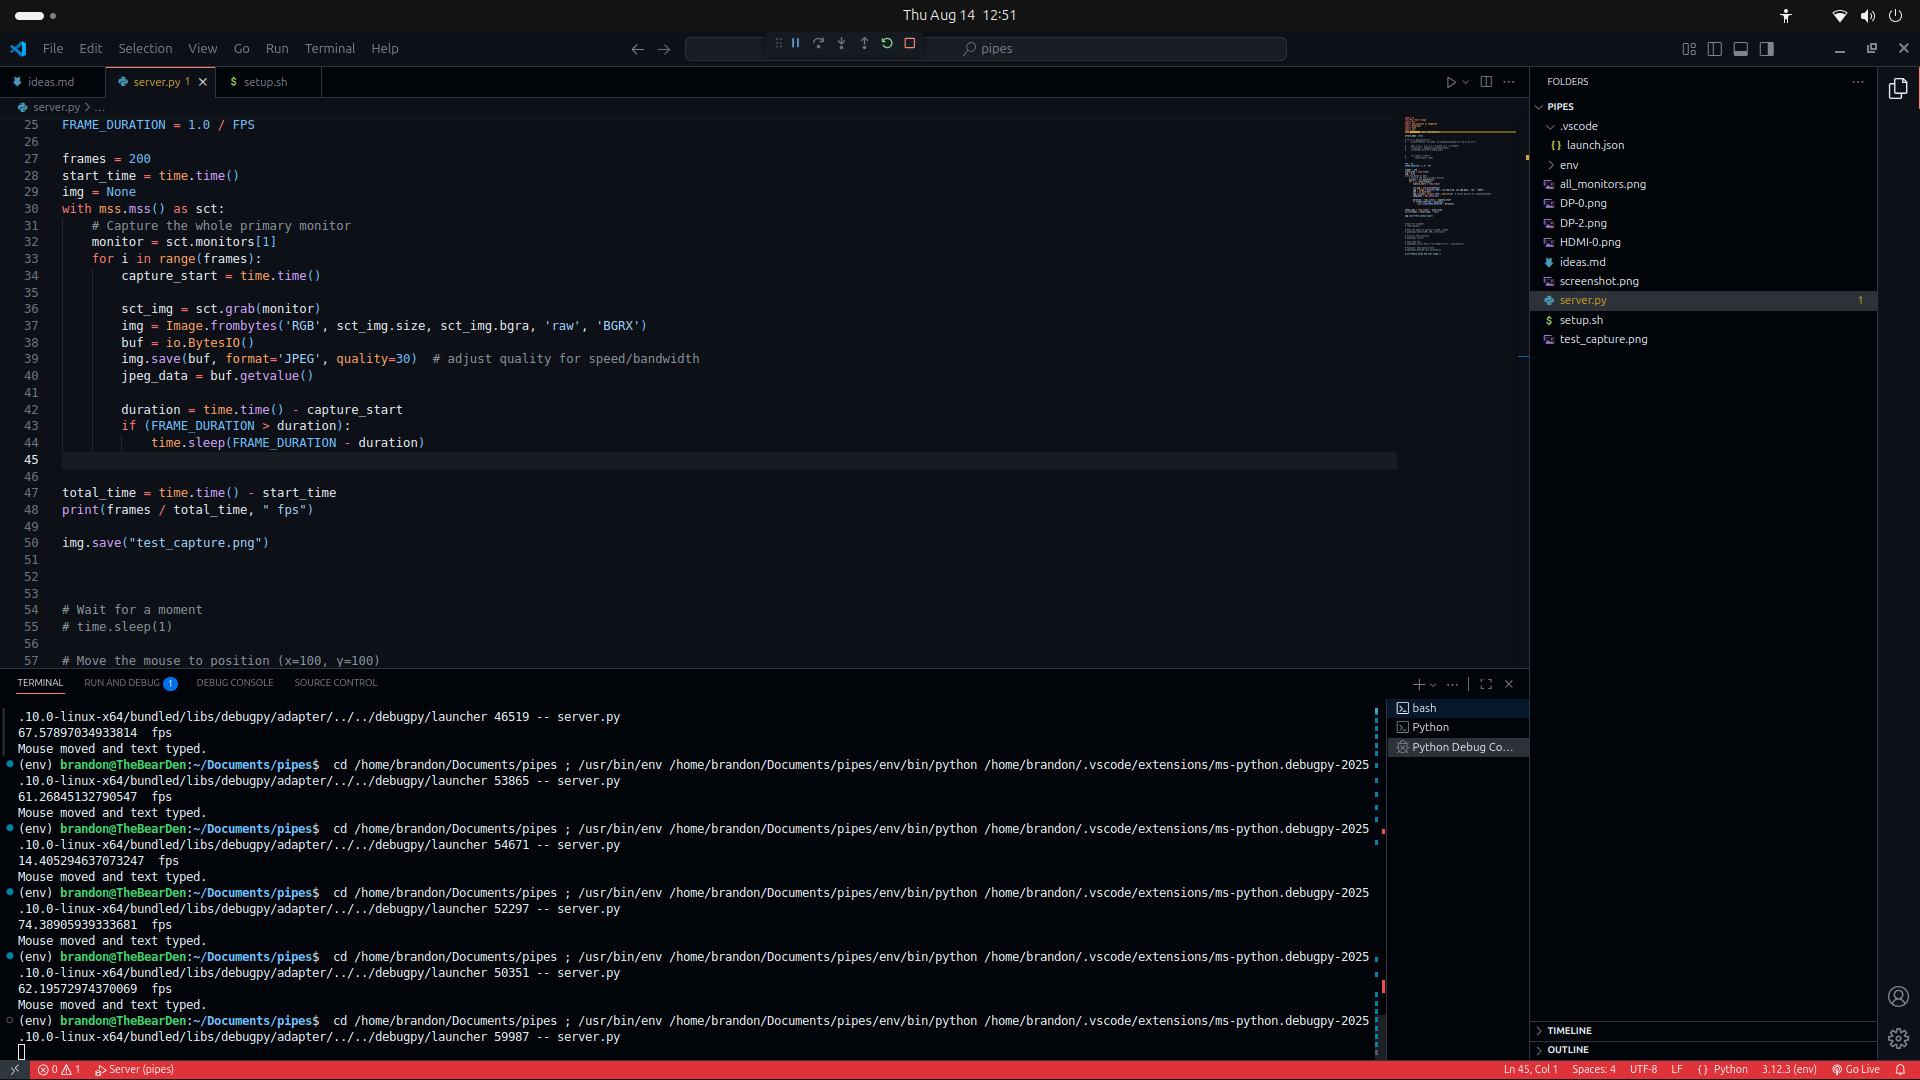 Thu Aug 14 12:51
File Edit Selection View Go Run Terminal Help
pipes
ideas.md
server.py 1
setup.sh
server.py > ...
25 FRAME_DURATION = 1.0 / FPS
26
27 frames = 200
28 start_time = time.time()
29 img = None
30 with mss.mss() as sct:
31 # Capture the whole primary monitor
32 monitor = sct.monitors[1]
33 for i in range(frames):
34 capture_start = time.time()
35
36 sct_img = sct.grab(monitor)
37 img = Image.frombytes('RGB', sct_img.size, sct_img.bgra, 'raw', 'BGRX')
38 buf = io.BytesIO()
39 img.save(buf, format='JPEG', quality=30) # adjust quality for speed/bandwidth
40 jpeg_data = buf.getvalue()
41
42 duration = time.time() - capture_start
43 if (FRAME_DURATION > duration):
44 time.sleep(FRAME_DURATION - duration)
45
46
47 total_time = time.time() - start_time
48 print(frames / total_time, " fps")
49
50 img.save("test_capture.png")
51
52
53
54 # Wait for a moment
55 # time.sleep(1)
56
57 # Move the mouse to position (x=100, y=100)
FOLDERS
PIPES
.vscode
{} launch.json
env
all_monitors.png
DP-0.png
DP-2.png
HDMI-0.png
ideas.md
screenshot.png
server.py 1
$ setup.sh
test_capture.png
TIMELINE
OUTLINE
TERMINAL RUN AND DEBUG 1 DEBUG CONSOLE SOURCE CONTROL
.10.0-linux-x64/bundled/libs/debugpy/adapter/../../debugpy/launcher 46519 -- server.py
67.57897034933814 fps
Mouse moved and text typed.
(env) brandon@TheBearDen:~/Documents/pipes$ cd /home/brandon/Documents/pipes ; /usr/bin/env /home/brandon/Documents/pipes/env/bin/python /home/brandon/.vscode/extensions/ms-python.debugpy-2025
.10.0-linux-x64/bundled/libs/debugpy/adapter/../../debugpy/launcher 53865 -- server.py
61.26845132790547 fps
Mouse moved and text typed.
(env) brandon@TheBearDen:~/Documents/pipes$ cd /home/brandon/Documents/pipes ; /usr/bin/env /home/brandon/Documents/pipes/env/bin/python /home/brandon/.vscode/extensions/ms-python.debugpy-2025
.10.0-linux-x64/bundled/libs/debugpy/adapter/../../debugpy/launcher 54671 -- server.py
14.405294637073247 fps
Mouse moved and text typed.
(env) brandon@TheBearDen:~/Documents/pipes$ cd /home/brandon/Documents/pipes ; /usr/bin/env /home/brandon/Documents/pipes/env/bin/python /home/brandon/.vscode/extensions/ms-python.debugpy-2025
.10.0-linux-x64/bundled/libs/debugpy/adapter/../../debugpy/launcher 52297 -- server.py
74.38905939333681 fps
Mouse moved and text typed.
(env) brandon@TheBearDen:~/Documents/pipes$ cd /home/brandon/Documents/pipes ; /usr/bin/env /home/brandon/Documents/pipes/env/bin/python /home/brandon/.vscode/extensions/ms-python.debugpy-2025
.10.0-linux-x64/bundled/libs/debugpy/adapter/../../debugpy/launcher 50351 -- server.py
62.19572974370069 fps
Mouse moved and text typed.
(env) brandon@TheBearDen:~/Documents/pipes$ cd /home/brandon/Documents/pipes ; /usr/bin/env /home/brandon/Documents/pipes/env/bin/python /home/brandon/.vscode/extensions/ms-python.debugpy-2025
.10.0-linux-x64/bundled/libs/debugpy/adapter/../../debugpy/launcher 59987 -- server.py
bash
Python
Python Debug Co...
0 1 Server (pipes)
Ln 45, Col 1 Spaces: 4 UTF-8 LF {} Python 3.12.3 (env) Go Live